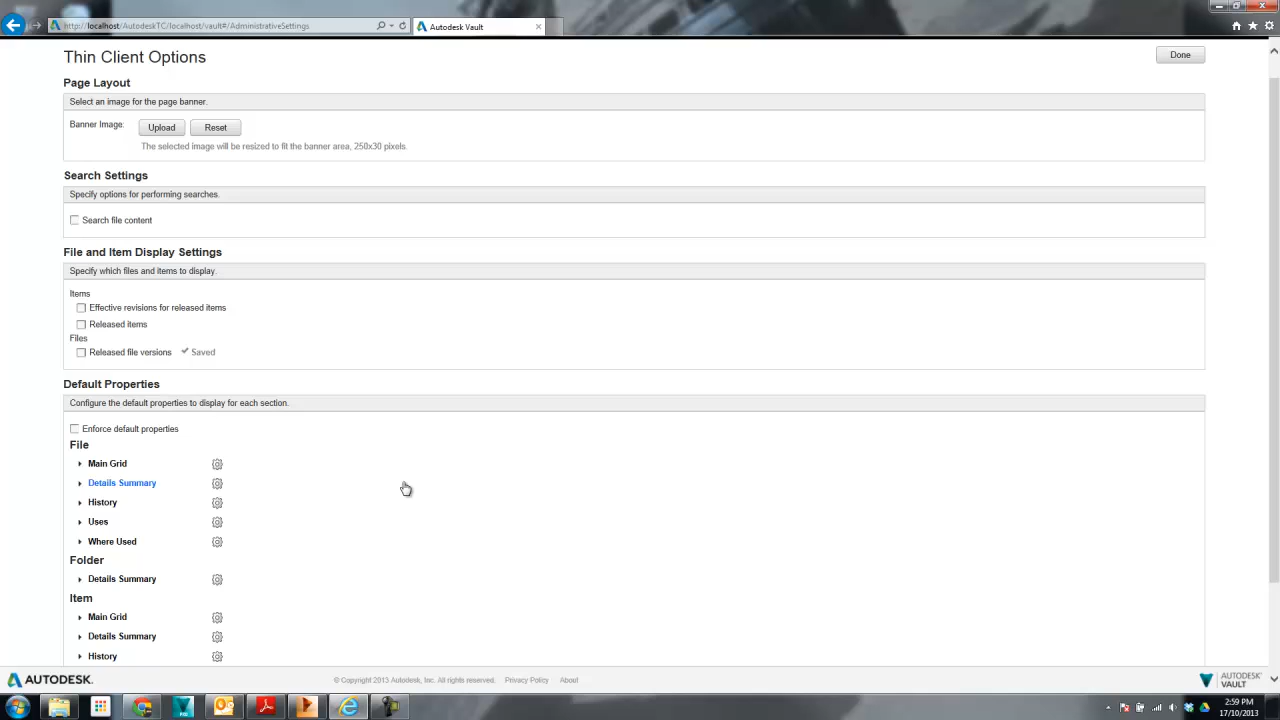 http://localhost/AutodeskTC/localhost/vault#/AdministrativeSettings
Autodesk Vault
Thin Client Options
Done
Page Layout
Select an image for the page banner.
Banner Image:
Upload
Reset
The selected image will be resized to fit the banner area, 250x30 pixels.
Search Settings
Specify options for performing searches.
Search file content
File and Item Display Settings
Specify which files and items to display.
Items
Effective revisions for released items
Released items
Files
Released file versions
Saved
Default Properties
Configure the default properties to display for each section.
Enforce default properties
File
Main Grid
Details Summary
History
Uses
Where Used
Folder
Details Summary
Item
Main Grid
Details Summary
History
AUTODESK.
© Copyright 2013 Autodesk, Inc. All rights reserved.
Privacy Policy
About
AUTODESK'
VAULT
2:59 PM
17/10/2013